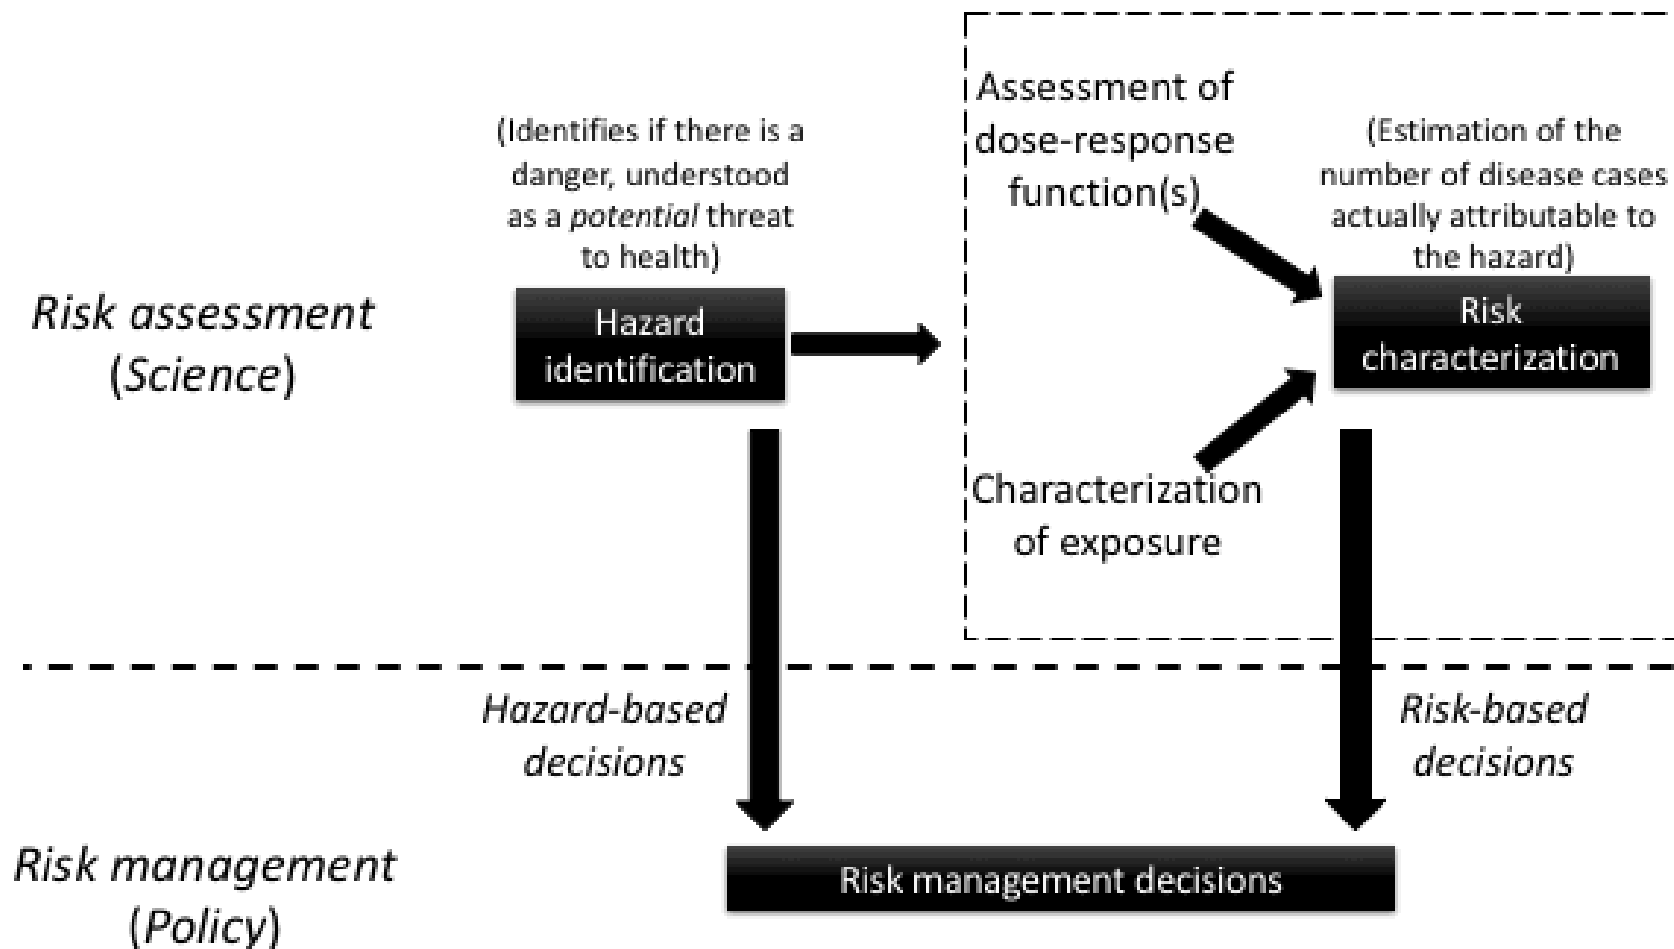 (Identifies if there is a
danger, understood
as a potential threat
to health)
Assessment of
dose-response
function(s)
(Estimation of the
number of disease cases
actually attributable to
the hazard)
Risk assessment
(Science)
Hazard
identification
Risk
characterization
Characterization
of exposure
Hazard-based
decisions
Risk-based
decisions
Risk management
(Policy)
Risk management decisions